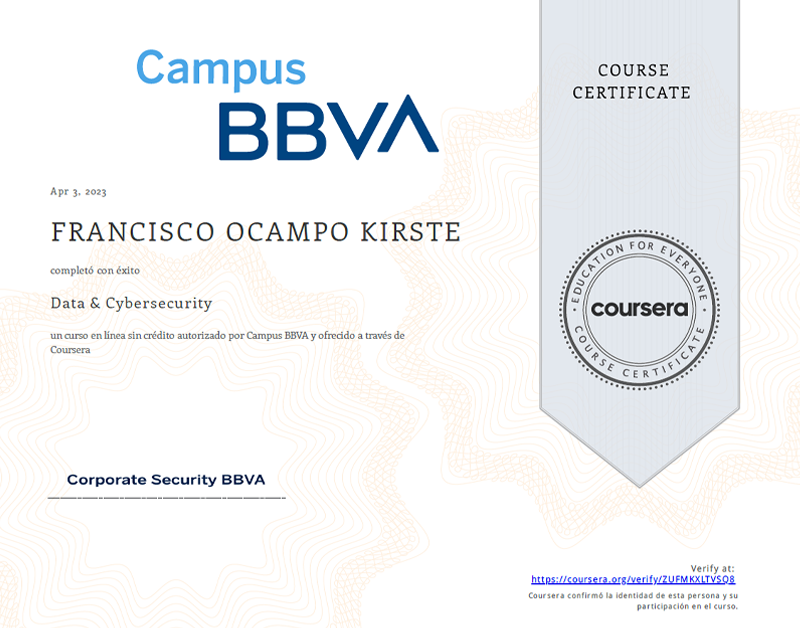 Campus
BBVA
COURSE
CERTIFICATE
Apr 3, 2023
FRANCISCO OCAMPO KIRSTE
completó con éxito
Data & Cybersecurity
un curso en línea sin crédito autorizado por Campus BBVA y ofrecido a través de
Coursera
EDUCATION FOR EVERYONE
coursera
COURSE CERTIFICATE
Corporate Security BBVA
Verify at:
https://coursera.org/verify/ZUFMKXLTVSQ8
Coursera confirmó la identidad de esta persona y su
participación en el curso.